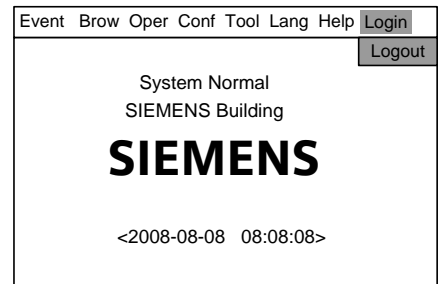 Event Brow Oper Conf Tool Lang Help Login
Logout
System Normal
SIEMENS Building
SIEMENS
<2008-08-08 08:08:08>